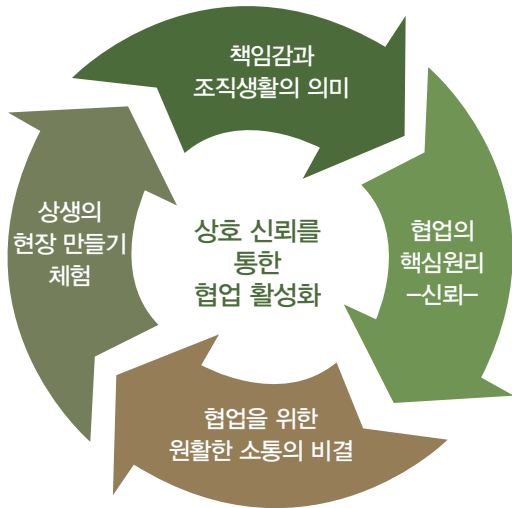 책임감과
조직생활의 의미
협업의
핵심원리
–신뢰–
협업을 위한
원활한 소통의 비결
상생의
현장 만들기
체험
상호 신뢰를
통한
협업 활성화